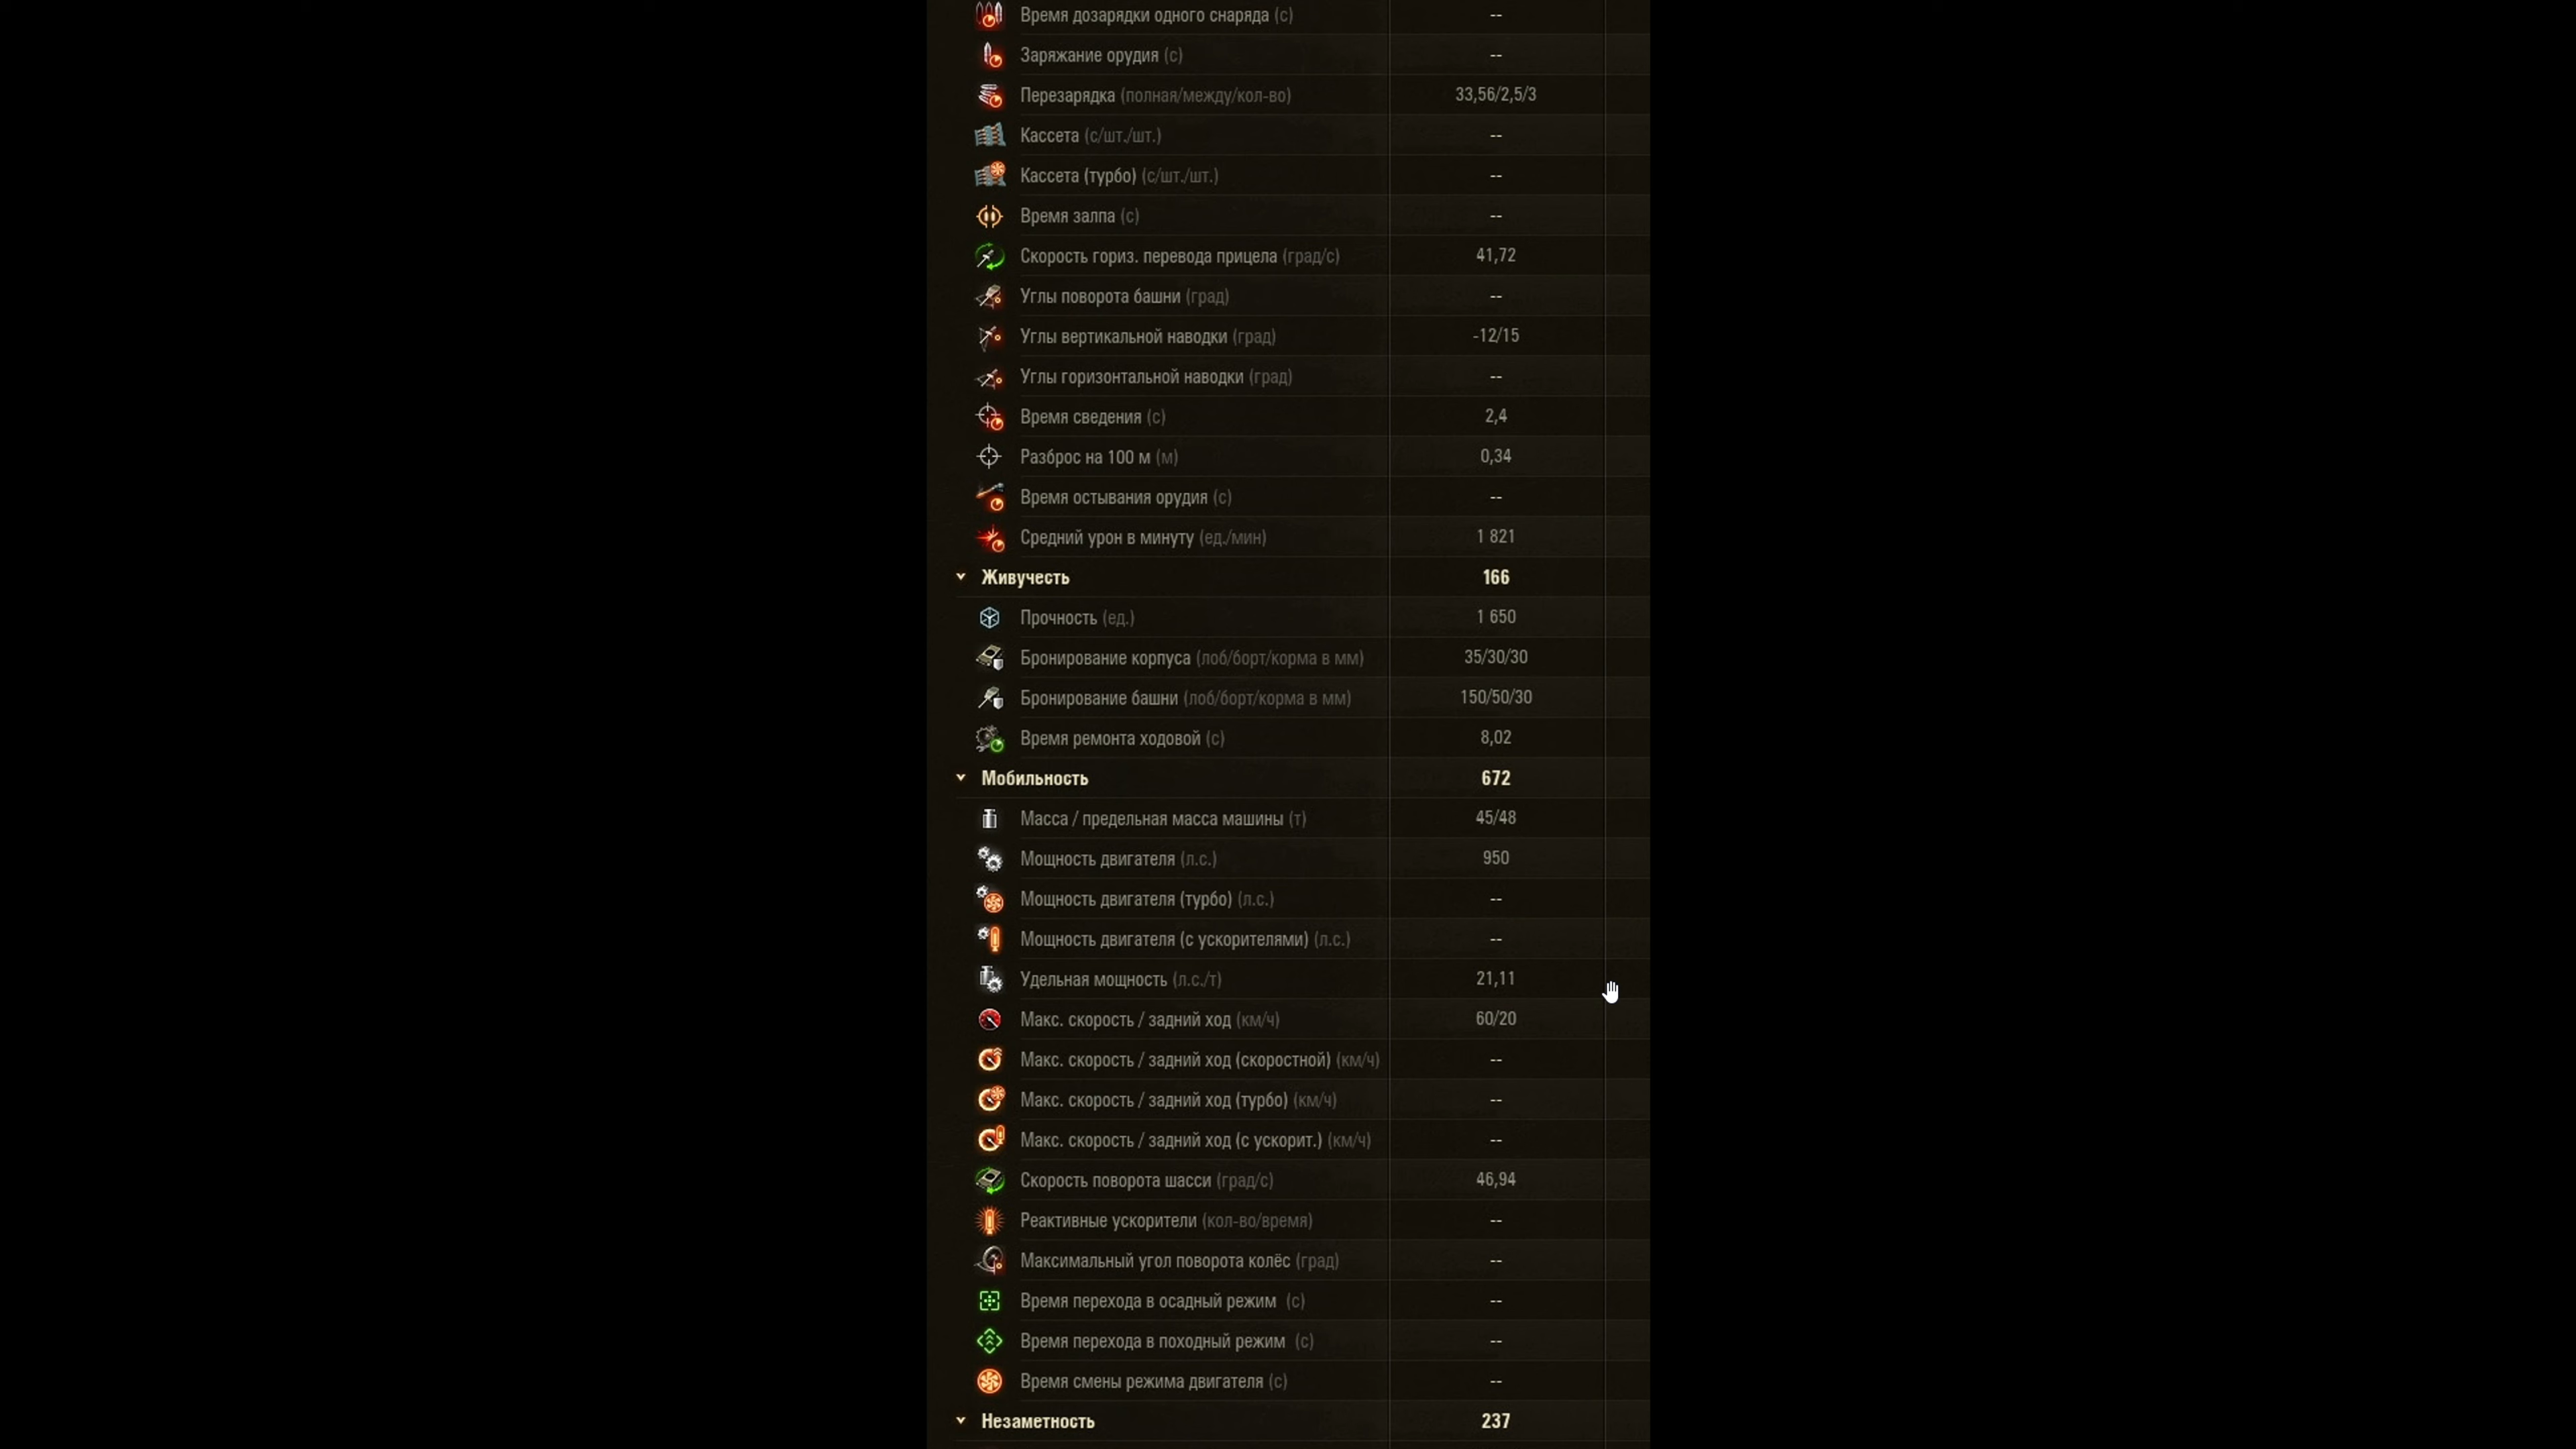 Время дозарядки одного снаряда (с) --
Заряжание орудия (с) --
Перезарядка (полная/между/кол-во) 33,56/2,5/3
Кассета (с/шт./шт.) --
Кассета (турбо) (с/шт./шт.) --
Время залпа (с) --
Скорость гориз. перевода прицела (град/с) 41,72
Углы поворота башни (град) --
Углы вертикальной наводки (град) -12/15
Углы горизонтальной наводки (град) --
Время сведения (с) 2,4
Разброс на 100 м (м) 0,34
Время остывания орудия (с) --
Средний урон в минуту (ед./мин) 1 821
Живучесть 166
Прочность (ед.) 1 650
Бронирование корпуса (лоб/борт/корма в мм) 35/30/30
Бронирование башни (лоб/борт/корма в мм) 150/50/30
Время ремонта ходовой (с) 8,02
Мобильность 672
Масса / предельная масса машины (т) 45/48
Мощность двигателя (л.с.) 950
Мощность двигателя (турбо) (л.с.) --
Мощность двигателя (с ускорителями) (л.с.) --
Удельная мощность (л.с./т) 21,11
Макс. скорость / задний ход (км/ч) 60/20
Макс. скорость / задний ход (скоростной) (км/ч) --
Макс. скорость / задний ход (турбо) (км/ч) --
Макс. скорость / задний ход (с ускорит.) (км/ч) --
Скорость поворота шасси (град/с) 46,94
Реактивные ускорители (кол-во/время) --
Максимальный угол поворота колёс (град) --
Время перехода в осадный режим (с) --
Время перехода в походный режим (с) --
Время смены режима двигателя (с) --
Незаметность 237